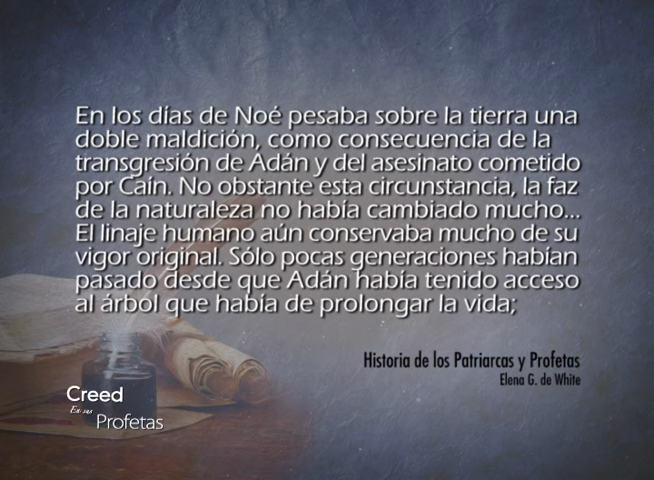 En los días de Noé pesaba sobre la tierra una
doble maldición, como consecuencia de la
transgresión de Adán y del asesinato cometido
por Caín. No obstante esta circunstancia, la faz
de la naturaleza no había cambiado mucho...
El linaje humano aún conservaba mucho de su
vigor original. Sólo pocas generaciones habían
pasado desde que Adán había tenido acceso
al árbol que había de prolongar la vida;
Historia de los Patriarcas y Profetas
Elena G. de White
Creed
En sus
Profetas